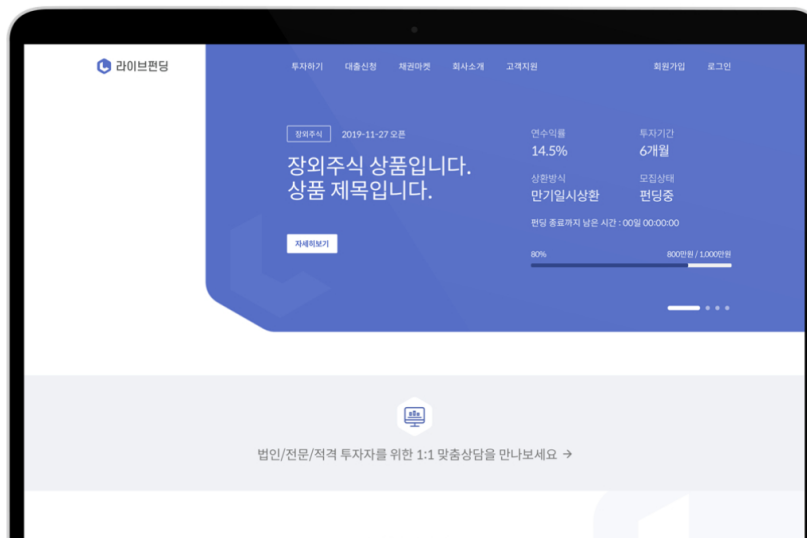 라이브펀딩
투자하기 대출신청 채권마켓 회사소개 고객지원 회원가입 로그인
장외주식 2019-11-27 오픈
장외주식 상품입니다.
상품 제목입니다.
자세히보기
연수익률 투자기간
14.5% 6개월
상환방식 모집상태
만기일시상환 펀딩중
펀딩 종료까지 남은 시간 : 00일 00:00:00
80% 800만원 / 1,000만원
법인/전문/적격 투자자를 위한 1:1 맞춤상담을 만나보세요 →